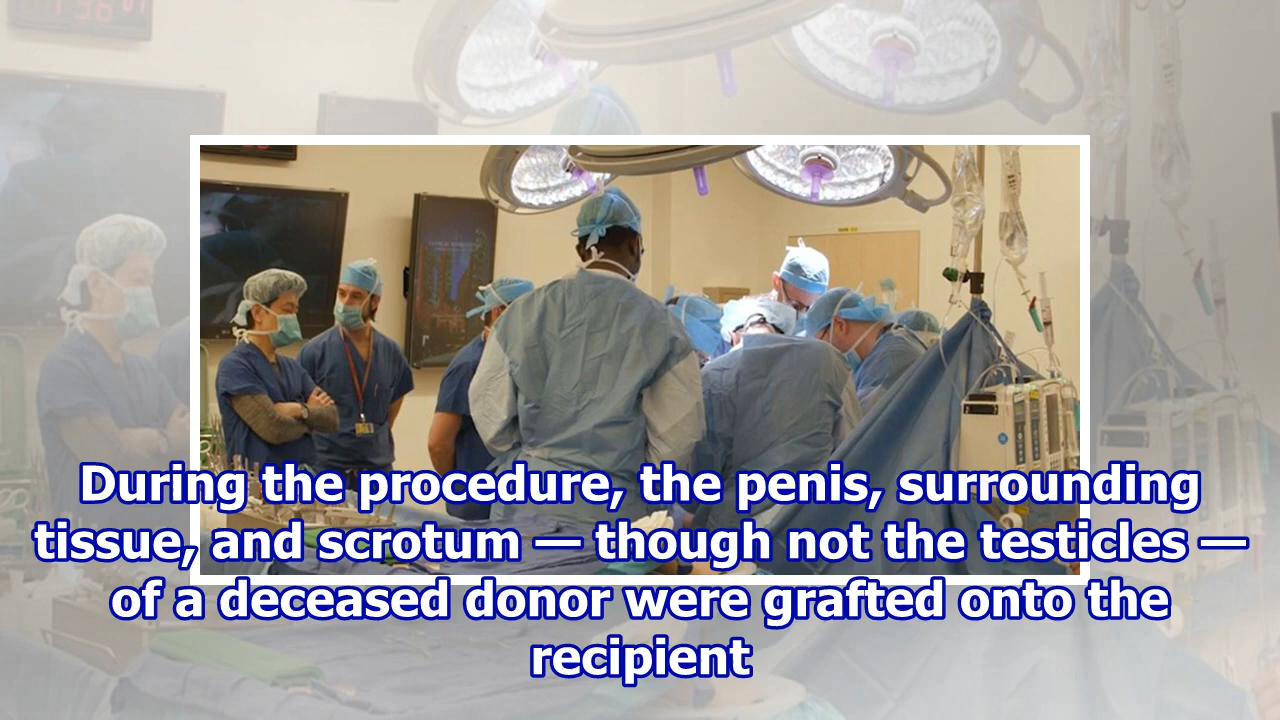 During the procedure, the penis, surrounding
tissue, and scrotum — though not the testicles —
of a deceased donor were grafted onto the
recipient